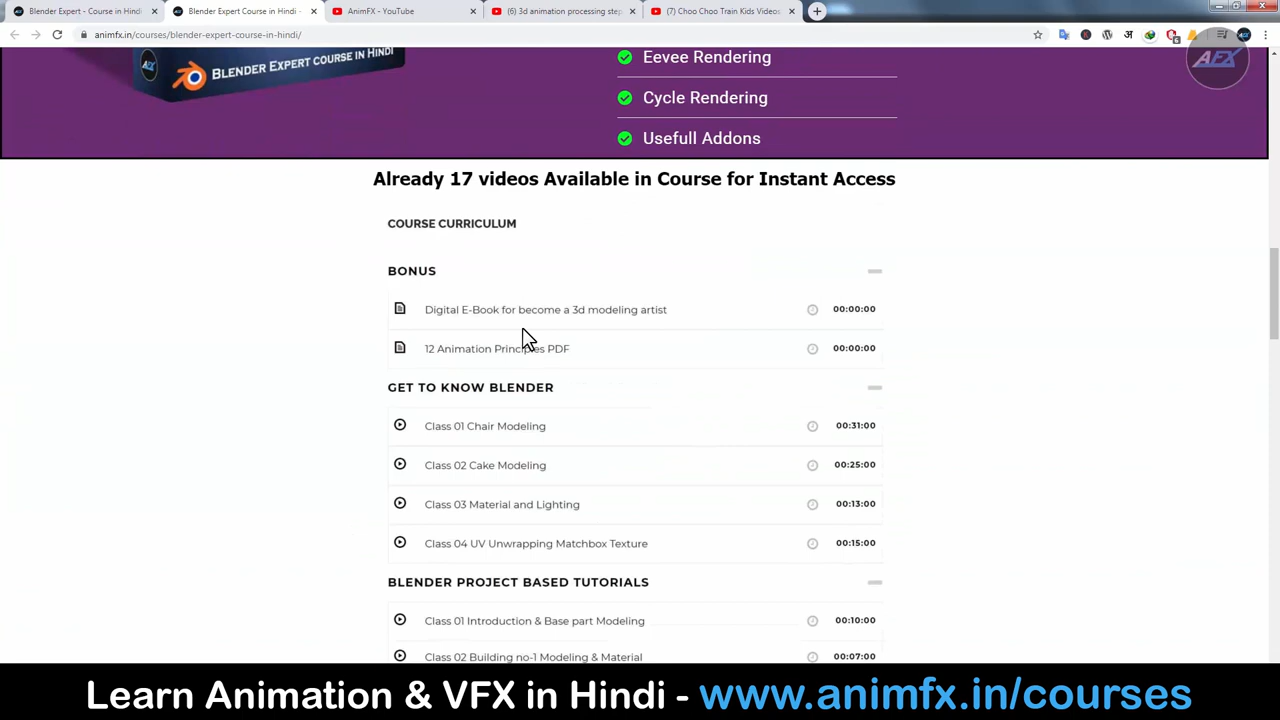 Blender Expert Course in Hindi
Blender Expert Course in Hindi -
AnimFX - YouTube
(6) 3d animation processing step
(7) Choo Choo Train Kids Videos
animfx.in/courses/blender-expert-course-in-hindi/
AFX
BLENDER EXPERT COURSE IN HINDI
Eevee Rendering
Cycle Rendering
Usefull Addons
AFX
Already 17 videos Available in Course for Instant Access
COURSE CURRICULUM
BONUS
Digital E-Book for become a 3d modeling artist 00:00:00
12 Animation Principles PDF 00:00:00
GET TO KNOW BLENDER
Class 01 Chair Modeling 00:31:00
Class 02 Cake Modeling 00:25:00
Class 03 Material and Lighting 00:13:00
Class 04 UV Unwrapping Matchbox Texture 00:15:00
BLENDER PROJECT BASED TUTORIALS
Class 01 Introduction & Base part Modeling 00:10:00
Class 02 Building no-1 Modeling & Material 00:07:00
Learn Animation & VFX in Hindi - www.animfx.in/courses